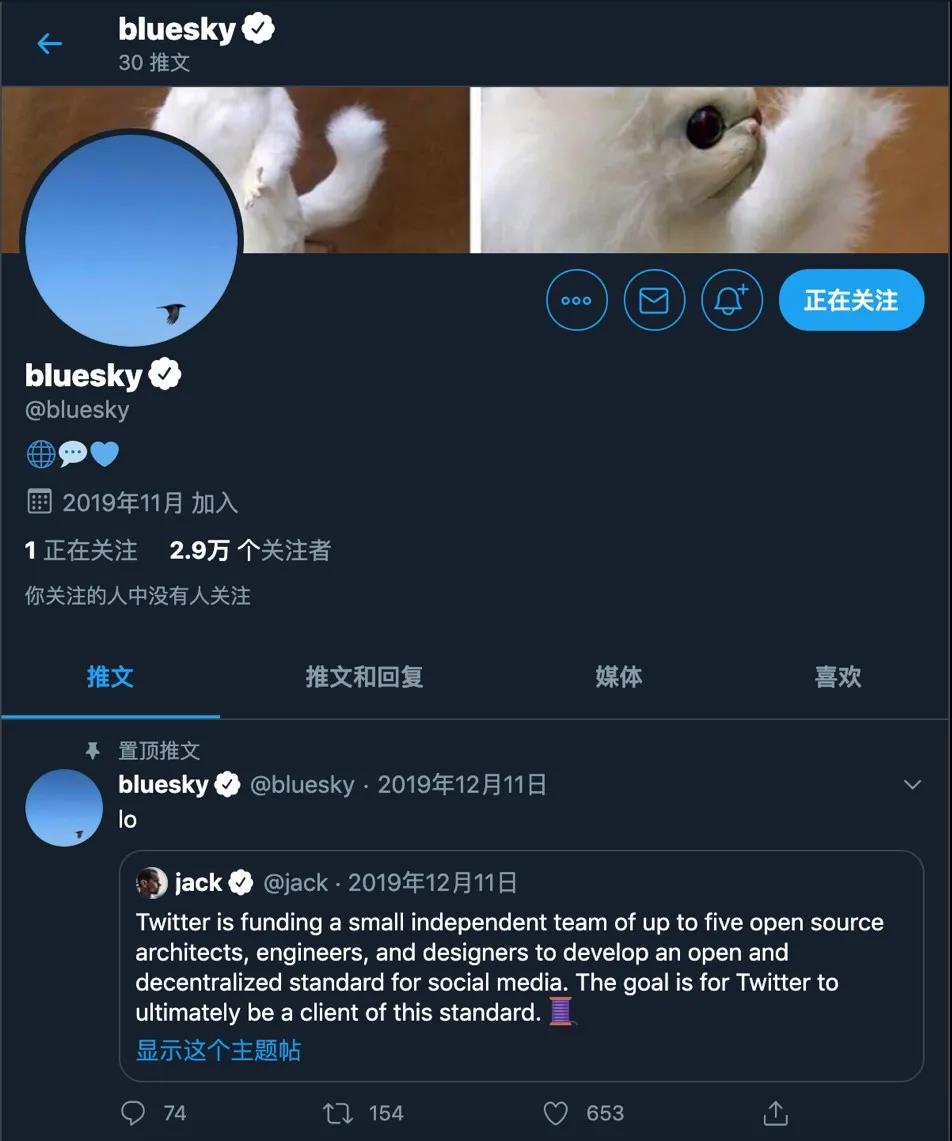 bluesky
30 推文
正在关注
bluesky
@bluesky
2019年11月 加入
1 正在关注 2.9万 个关注者
你关注的人中没有人关注
推文 推文和回复 媒体 喜欢
置顶推文
bluesky @bluesky · 2019年12月11日
lo
jack @jack · 2019年12月11日
Twitter is funding a small independent team of up to five open source
architects, engineers, and designers to develop an open and
decentralized standard for social media. The goal is for Twitter to
ultimately be a client of this standard.
显示这个主题帖
74 154 653